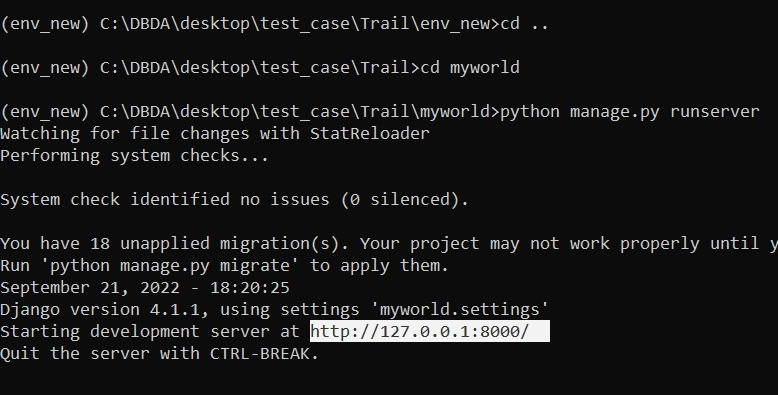 (env_new) C:\DBDA\desktop\test_case\Trail\env_new>cd ..
(env_new) C:\DBDA\desktop\test_case\Trail>cd myworld
(env_new) C:\DBDA\desktop\test_case\Trail\myworld>python manage.py runserver
Watching for file changes with StatReloader
Performing system checks...
System check identified no issues (0 silenced).
You have 18 unapplied migration(s). Your project may not work properly until y
Run 'python manage.py migrate' to apply them.
September 21, 2022 - 18:20:25
Django version 4.1.1, using settings 'myworld.settings'
Starting development server at http://127.0.0.1:8000/
Quit the server with CTRL-BREAK.